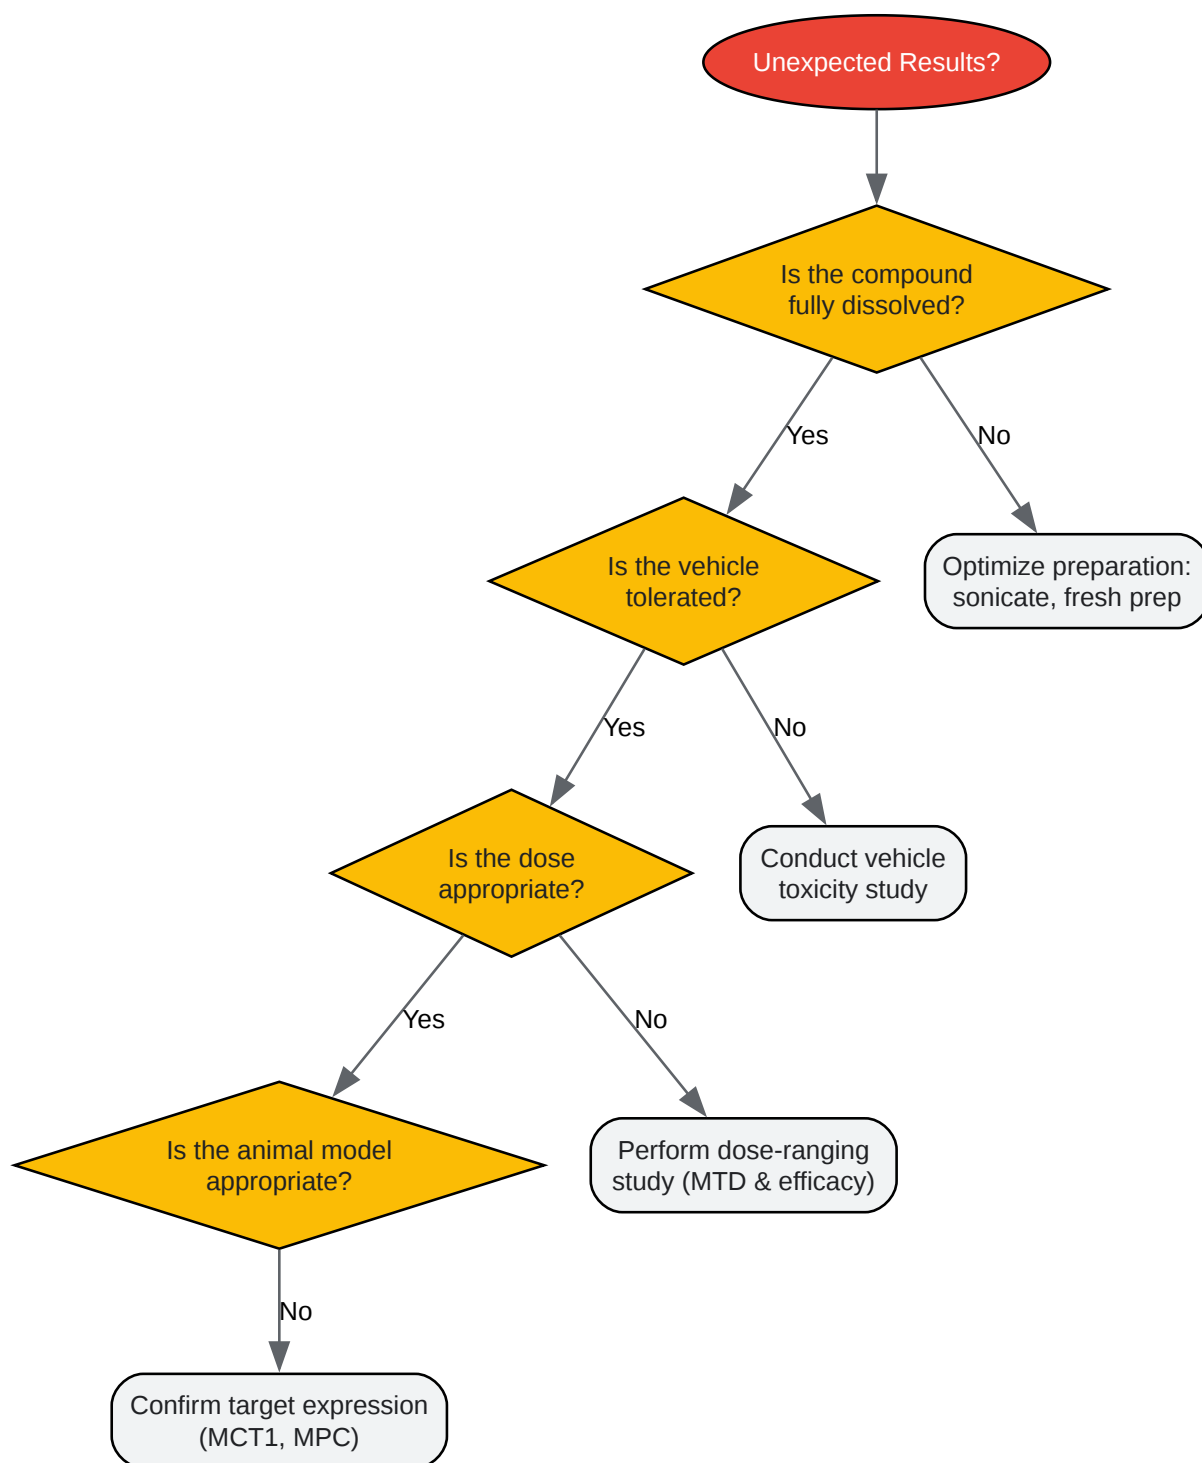 Unexpected Results?
Is the compound
fully dissolved?
Yes
No
Is the vehicle
tolerated?
Optimize preparation:
sonicate, fresh prep
Yes
No
Is the dose
appropriate?
Conduct vehicle
toxicity study
Yes
No
Is the animal model
appropriate?
Perform dose-ranging
study (MTD & efficacy)
No
Confirm target expression
(MCT1, MPC)